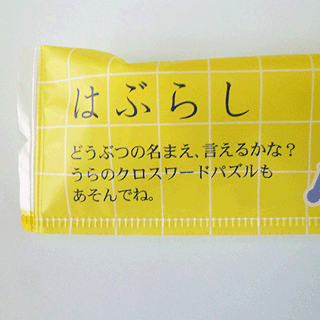 はぶらし
どうぶつの名まえ、言えるかな？
うらのクロスワードパズルも
あそんでね。